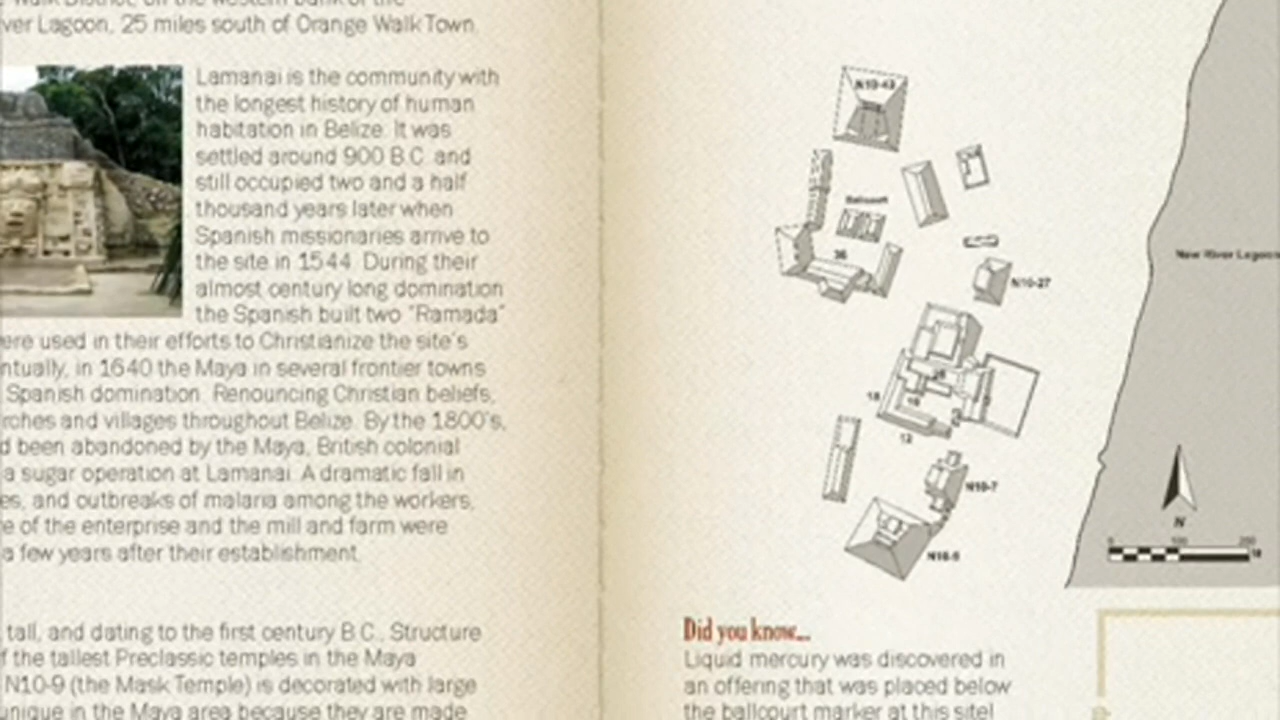 ver Lagoon, 25 miles south of Orange Walk Town.
Lamanai is the community with
the longest history of human
habitation in Belize. It was
settled around 900 B.C. and
still occupied two and a half
thousand years later when
Spanish missionaries arrive to
the site in 1544. During their
almost century long domination
the Spanish built two "Ramada"
ere used in their efforts to Christianize the site's
ntually, in 1640 the Maya in several frontier towns
Spanish domination. Renouncing Christian beliefs,
rches and villages throughout Belize. By the 1800's,
d been abandoned by the Maya, British colonial
a sugar operation at Lamanai. A dramatic fall in
es, and outbreaks of malaria among the workers,
e of the enterprise and the mill and farm were
a few years after their establishment.
tall, and dating to the first century B.C., Structure
f the tallest Preclassic temples in the Maya
N10-9 (the Mask Temple) is decorated with large
unique in the Maya area because they are made
N10-43
Ballcourt
36
N10-27
New River Lagoon
18
12
N10-7
N
0 100 200
Did you know...
Liquid mercury was discovered in
an offering that was placed below
the ballcourt marker at this site!